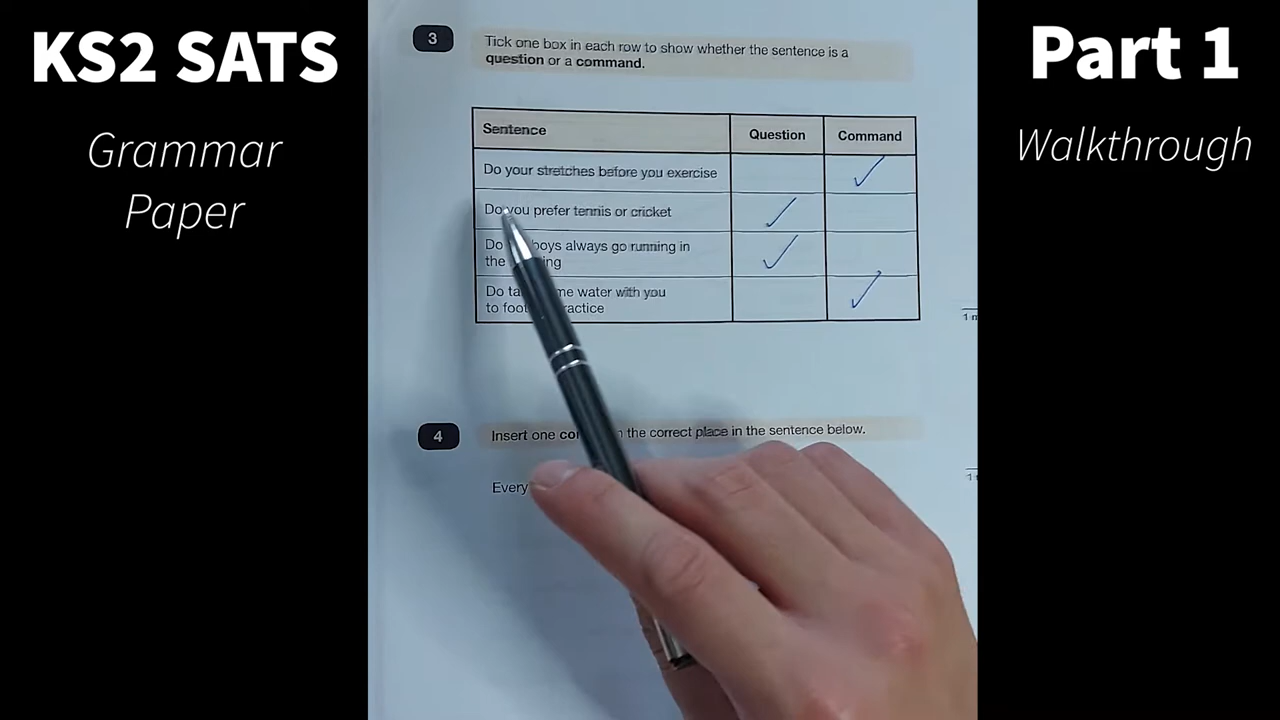 KS2 SATS
Grammar
Paper
Part 1
Walkthrough
3
Tick one box in each row to show whether the sentence is a
question or a command.
Sentence
Question
Command
Do your stretches before you exercise
Do you prefer tennis or cricket
Do boys always go running in
the
Do water with you
to
4
Insert one the correct place in the sentence below.
Every